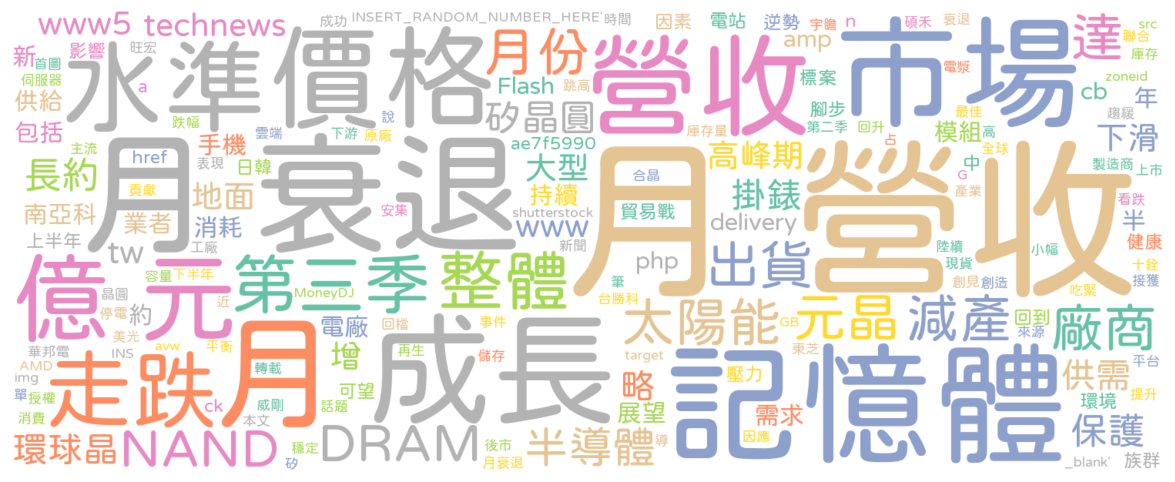 www5 technews
成功 INSERT_RANDOM_NUMBER_HERE' 時間
因素 電站 逆勢 宇瞻 n 碩禾 衰退 src
新 影響 旺宏
首圖
伺服器 a
水準 價格 月份 營收 市場 達 聯合
amp 庫存
跳高 標案 電漿 zoneid
供給 Flash cb 年
跌幅 雲端 下游 說 原廠 矽晶圓 庫存量 腳步 最佳 趨緩
第二季 回升 模組 高 下滑
包括 主流 手機 ae7f5990 占 全球
href 表現 日韓 大型 高峰期 中 製造商 上市
長約 貢獻 月 衰退 合晶 月 營收 G 產業
地面 持續 掛錶 看跌
南亞科 業者 消耗 安集 shutterstock 貿易戰 delivery 半
上半年 tw 工廠 www 新聞 陸續 小幅 健康
php 出貨 現貨 十銓
容量 下半年 筆 創見 創造 接獲
億 元 第三季 整體 吃緊
晶圓 近 MoneyDJ 台勝科
停電 約 電廠 回檔 事件 太陽能 元晶 減產 回到 廠商
美光 GB 來源
華邦電 INS avw 平衡 增 再生 儲存 target 東芝
AMD 走跌 月 轉載 成長 記憶體 平台
img 可望 略 壓力 供需
單 授權 ck 威剛 話題 環境 提升
消費 本文 展望 需求
環球晶 NAND 穩定 DRAM 後市 半導體 導 因應 保護
矽 月衰退 _blank' 族群